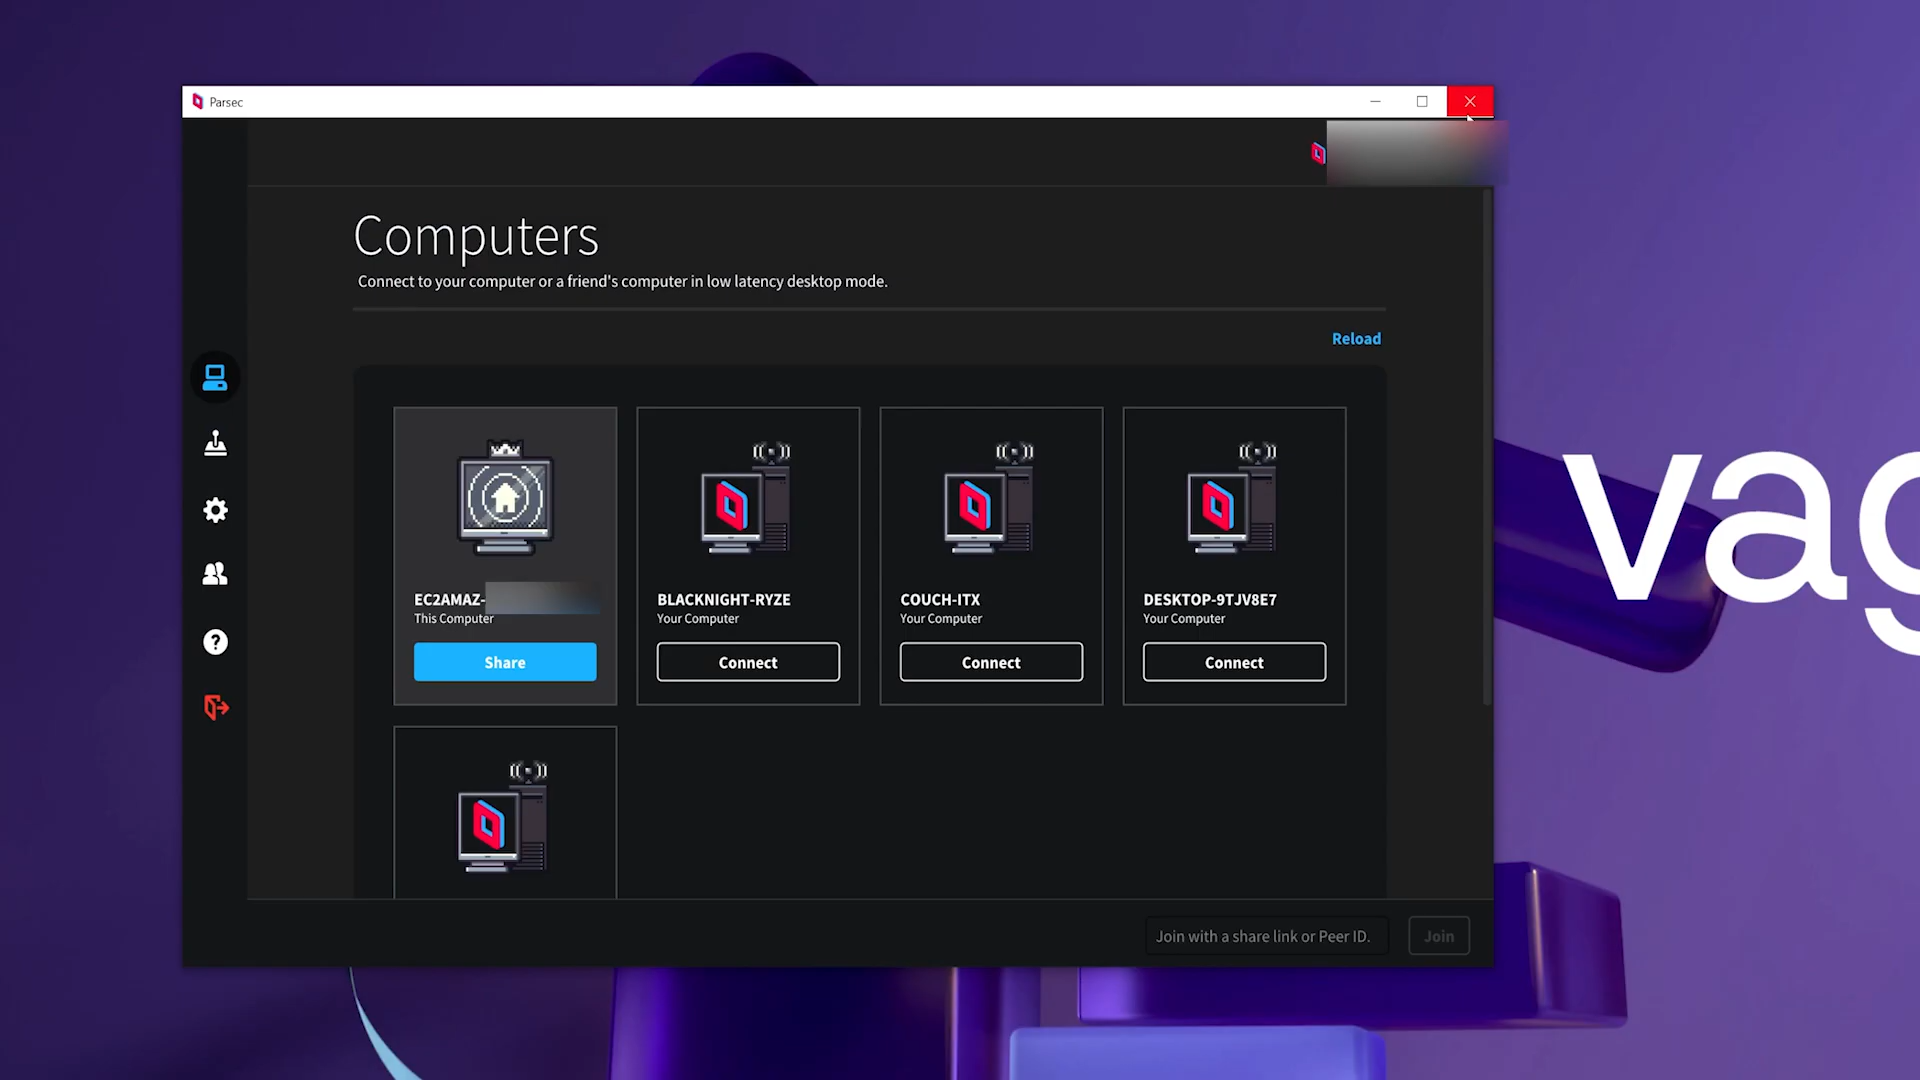 Parsec
Computers
Connect to your computer or a friend's computer in low latency desktop mode.
Reload
EC2AMAZ-
This Computer
Share
BLACKNIGHT-RYZE
Your Computer
Connect
COUCH-ITX
Your Computer
Connect
DESKTOP-9TJV8E7
Your Computer
Connect
vag
Join with a share link or Peer ID.
Join